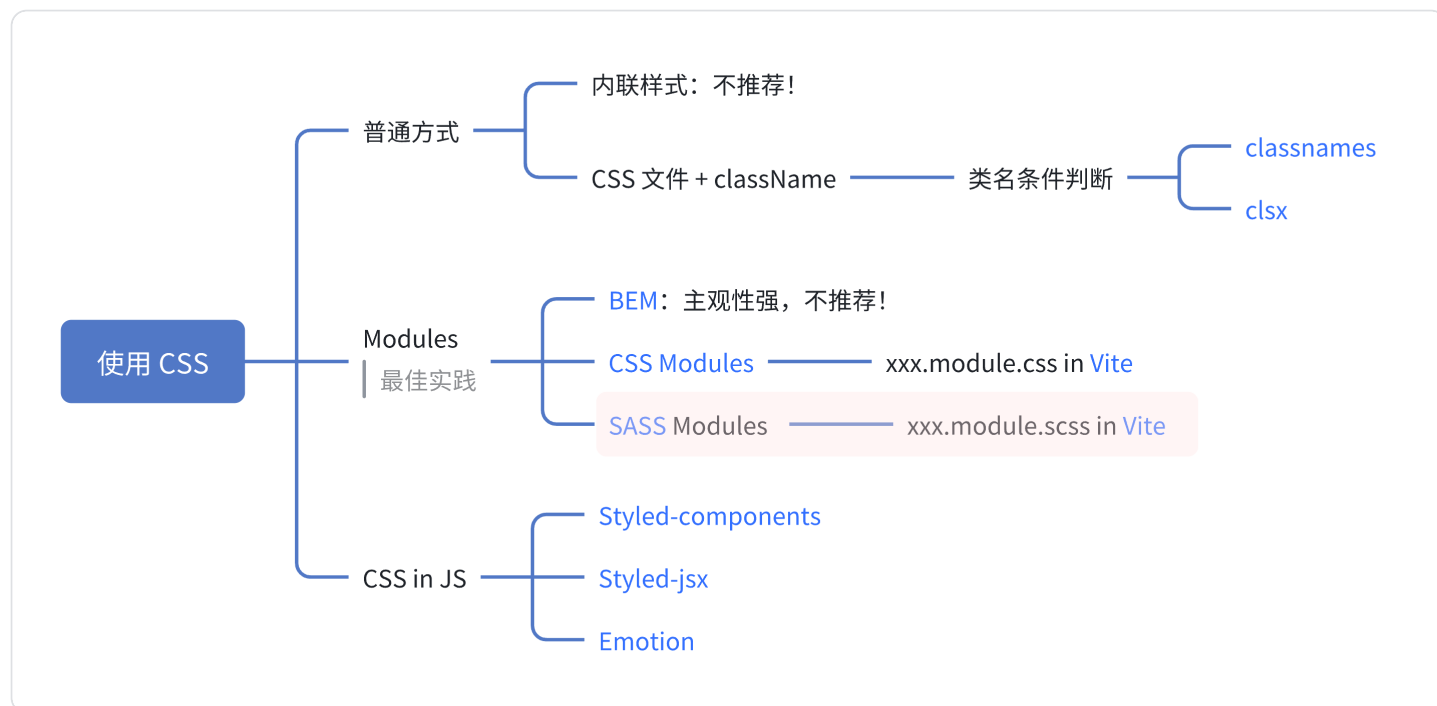 使用 CSS
普通方式
内联样式：不推荐！
CSS 文件 + className
类名条件判断
classnames
clsx
Modules
最佳实践
BEM：主观性强，不推荐！
CSS Modules
xxx.module.css in Vite
SASS Modules
xxx.module.scss in Vite
CSS in JS
Styled-components
Styled-jsx
Emotion